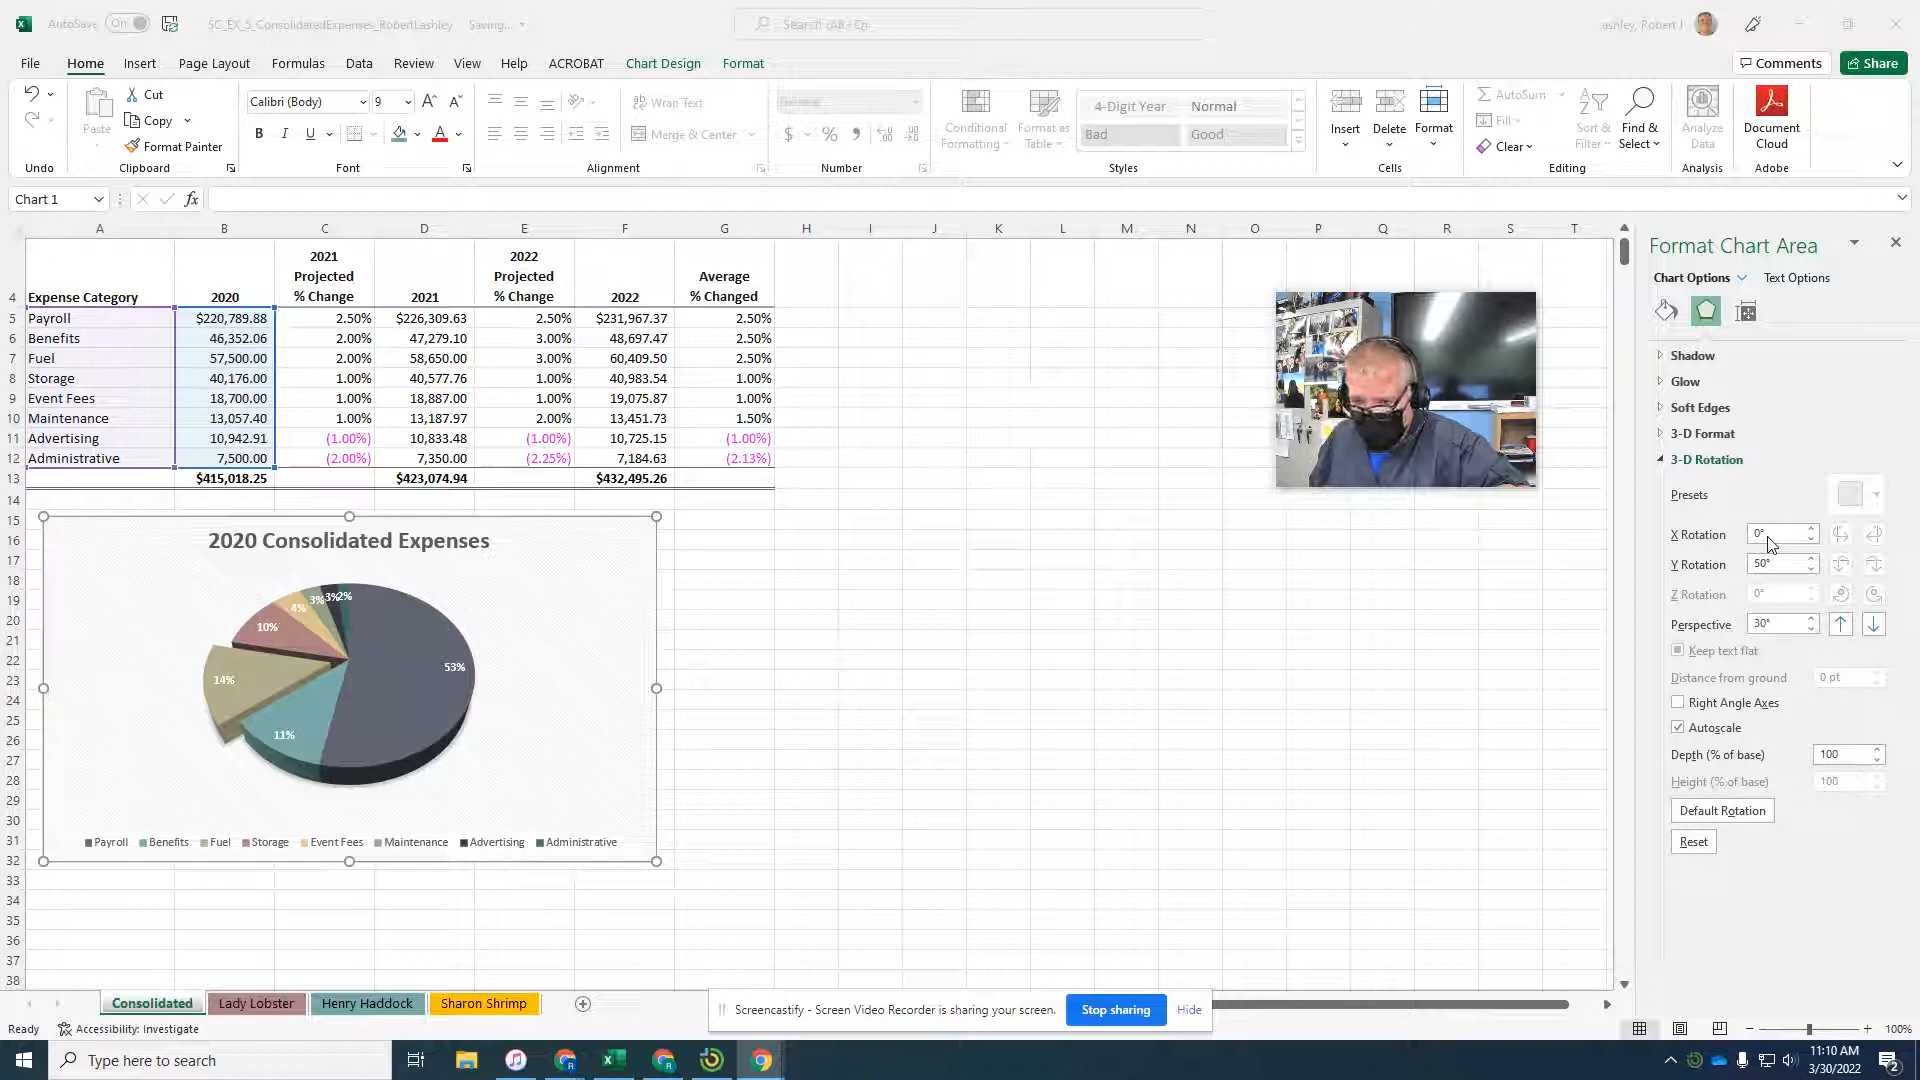 AutoSave On 5C_EX_5_ConsolidatedExpenses_RobertLashley Saving... Search (Alt+Q) ashley, Robert J
File Home Insert Page Layout Formulas Data Review View Help ACROBAT Chart Design Format Comments Share
Cut Calibri (Body) 9 Wrap Text General 4-Digit Year Normal AutoSum
Paste Copy Merge & Center Conditional Formatting Format as Table Bad Good Insert Delete Format Fill Sort & Filter Find & Select Analyze Data Document Cloud
Format Painter Clear
Undo Clipboard Font Alignment Number Styles Cells Editing Analysis Adobe
Chart 1 fx
A B C D E F G H I J K L M N O P Q R S T
2021 2022
Projected Projected Average
4 Expense Category 2020 % Change 2021 % Change 2022 % Changed
5 Payroll $220,789.88 2.50% $226,309.63 2.50% $231,967.37 2.50%
6 Benefits 46,352.06 2.00% 47,279.10 3.00% 48,697.47 2.50%
7 Fuel 57,500.00 2.00% 58,650.00 3.00% 60,409.50 2.50%
8 Storage 40,176.00 1.00% 40,577.76 1.00% 40,983.54 1.00%
9 Event Fees 18,700.00 1.00% 18,887.00 1.00% 19,075.87 1.00%
10 Maintenance 13,057.40 1.00% 13,187.97 2.00% 13,451.73 1.50%
11 Advertising 10,942.91 (1.00%) 10,833.48 (1.00%) 10,725.15 (1.00%)
12 Administrative 7,500.00 (2.00%) 7,350.00 (2.25%) 7,184.63 (2.13%)
13 $415,018.25 $423,074.94 $432,495.26
14
15
16
17
18
19
20
21
22
23
24
25
26
27
28
29
30
31
32
33
34
35
36
37
38
2020 Consolidated Expenses
4% 3% 3% 2%
10%
53%
14%
11%
Payroll Benefits Fuel Storage Event Fees Maintenance Advertising Administrative
Format Chart Area
Chart Options Text Options
Shadow
Glow
Soft Edges
3-D Format
3-D Rotation
Presets
X Rotation 0°
Y Rotation 50°
Z Rotation 0°
Perspective 30°
Keep text flat
Distance from ground 0 pt
Right Angle Axes
Autoscale
Depth (% of base) 100
Height (% of base) 100
Default Rotation
Reset
Consolidated Lady Lobster Henry Haddock Sharon Shrimp
Screencastify - Screen Video Recorder is sharing your screen. Stop sharing Hide
Ready Accessibility: Investigate 100%
Type here to search 11:10 AM
3/30/2022 2